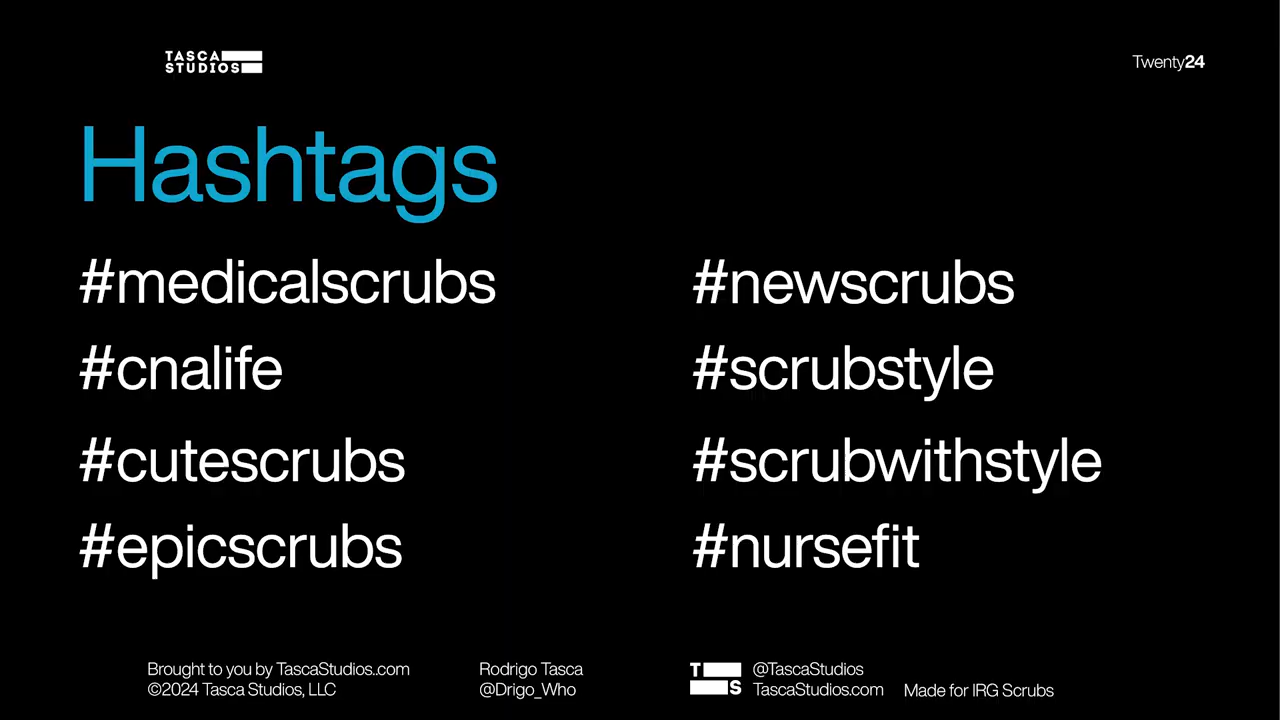 TASCA
STUDIOS
Twenty24
Hashtags
#medicalscrubs
#cnalife
#cutescrubs
#epicscrubs
#newscrubs
#scrubstyle
#scrubwithstyle
#nursefit
Brought to you by TascaStudios..com
©2024 Tasca Studios, LLC
Rodrigo Tasca
@Drigo_Who
T
S
@TascaStudios
TascaStudios.com
Made for IRG Scrubs